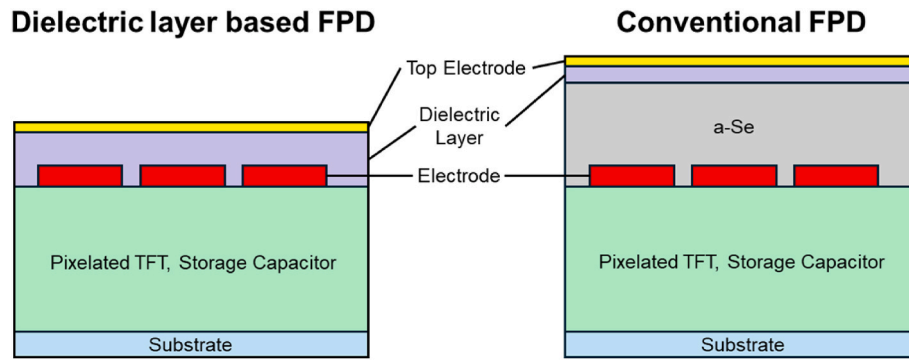 Dielectric layer based FPD
Conventional FPD
Top Electrode
Dielectric
Layer
a-Se
Electrode
Pixelated TFT, Storage Capacitor
Pixelated TFT, Storage Capacitor
Substrate
Substrate